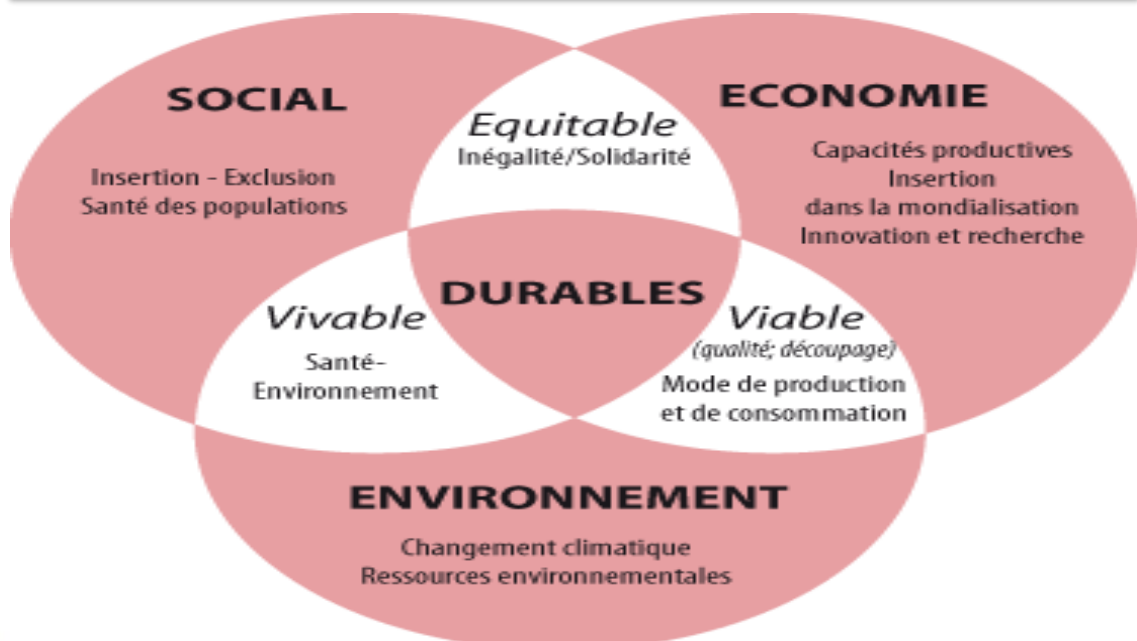 SOCIAL
Insertion - Exclusion
Santé des populations
Equitable
Inégalité/Solidarité
ECONOMIE
Capacités productives
Insertion
dans la mondialisation
Innovation et recherche
DURABLES
Vivable
Santé-
Environnement
Viable
(qualité; découpage)
Mode de production
et de consommation
ENVIRONNEMENT
Changement climatique
Ressources environnementales